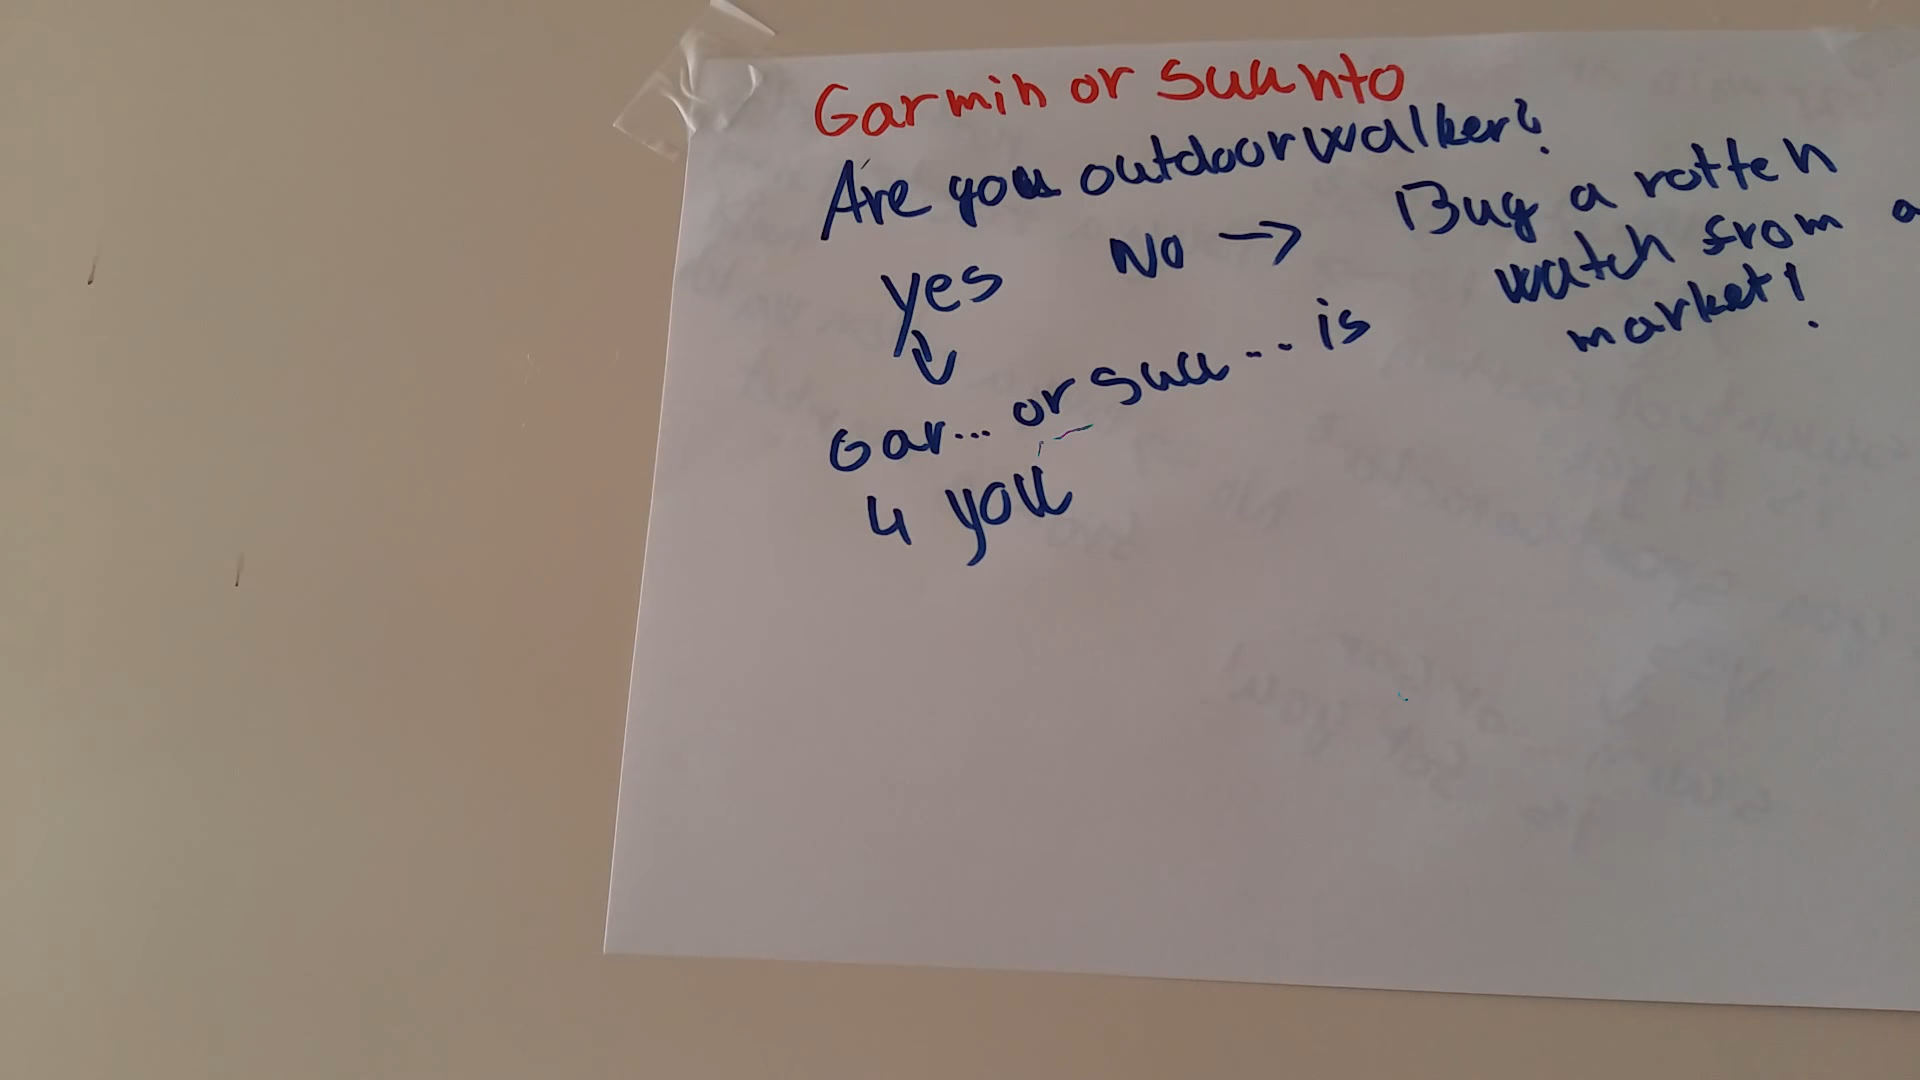 Garmin or Suunto
Are you outdoorwalker?
yes No → Buy a rotten
watch from a
market!
↓
Gar... or Suu... is
4 you